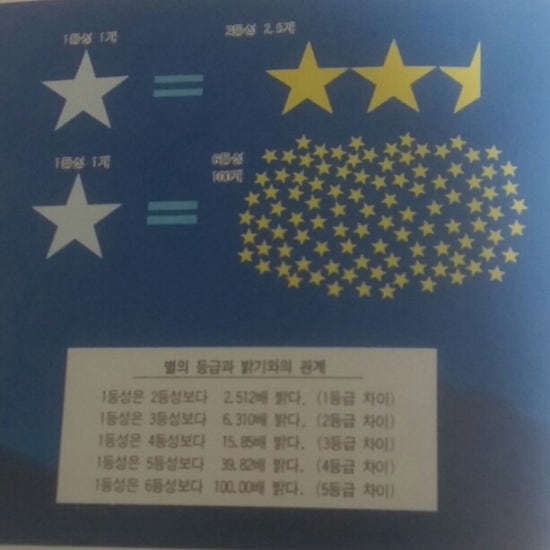 1등성 1개
2등성 2.5개
1등성 1개
6등성
100개
별의 등급과 밝기와의 관계
1등성은 2등성보다 2.512배 밝다. (1등급 차이)
1등성은 3등성보다 6.310배 밝다. (2등급 차이)
1등성은 4등성보다 15.85배 밝다. (3등급 차이)
1등성은 5등성보다 39.82배 밝다. (4등급 차이)
1등성은 6등성보다 100.00배 밝다. (5등급 차이)